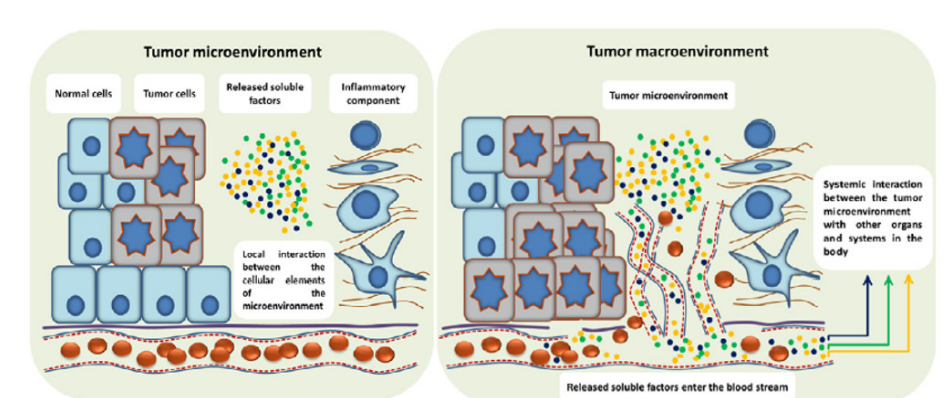 Tumor microenvironment
Normal cells
Tumor cells
Released soluble
factors
Inflammatory
component
Local interaction
between the
cellular elements
of the
microenvironment
Tumor macroenvironment
Tumor microenvironment
Systemic interaction
between the tumor
microenvironment
with other organs
and systems in the
body
Released soluble factors enter the blood stream